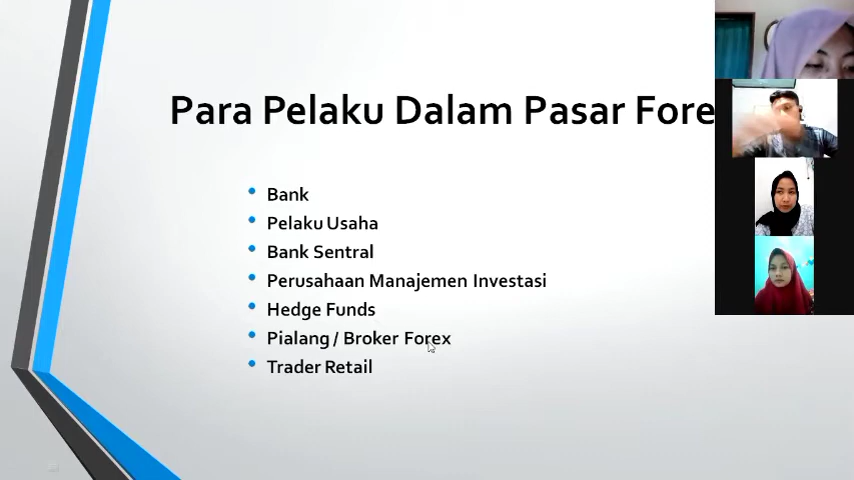 Para Pelaku Dalam Pasar Fore
Bank
Pelaku Usaha
Bank Sentral
Perusahaan Manajemen Investasi
Hedge Funds
Pialang / Broker Forex
Trader Retail